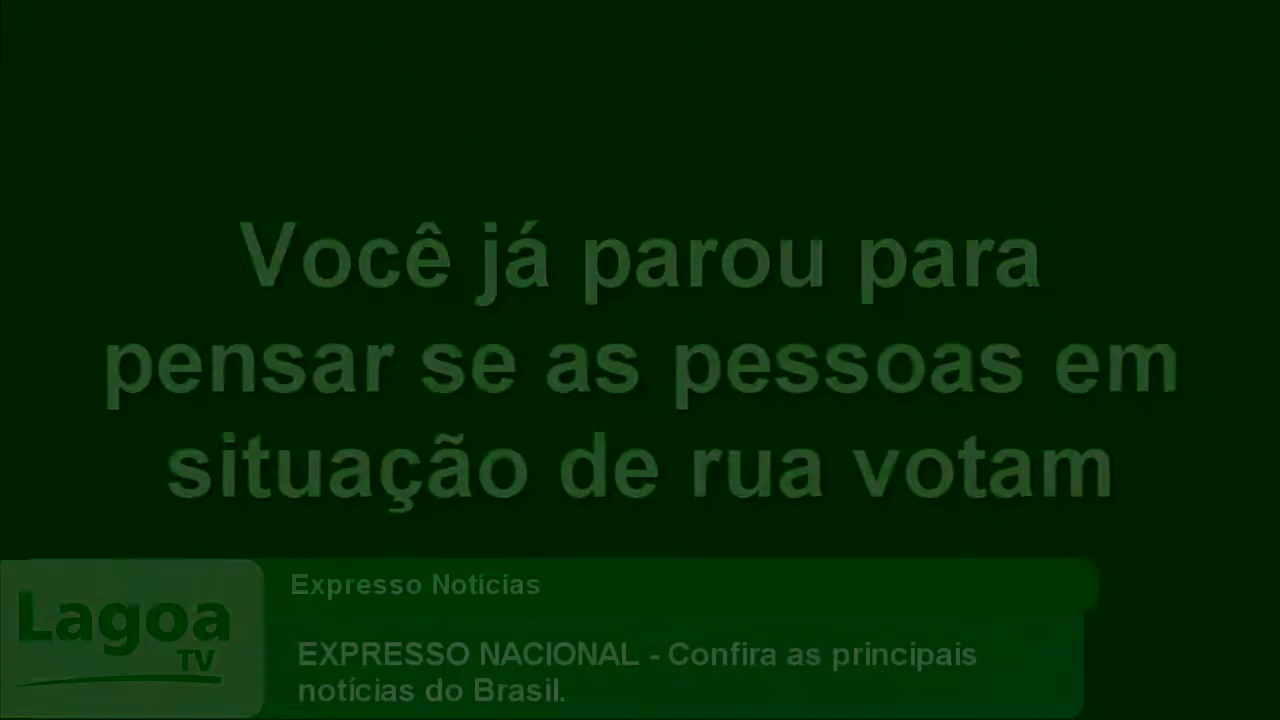 Você já parou para
pensar se as pessoas em
situação de rua votam
Expresso Notícias
Lagoa
TV
EXPRESSO NACIONAL - Confira as principais
notícias do Brasil.